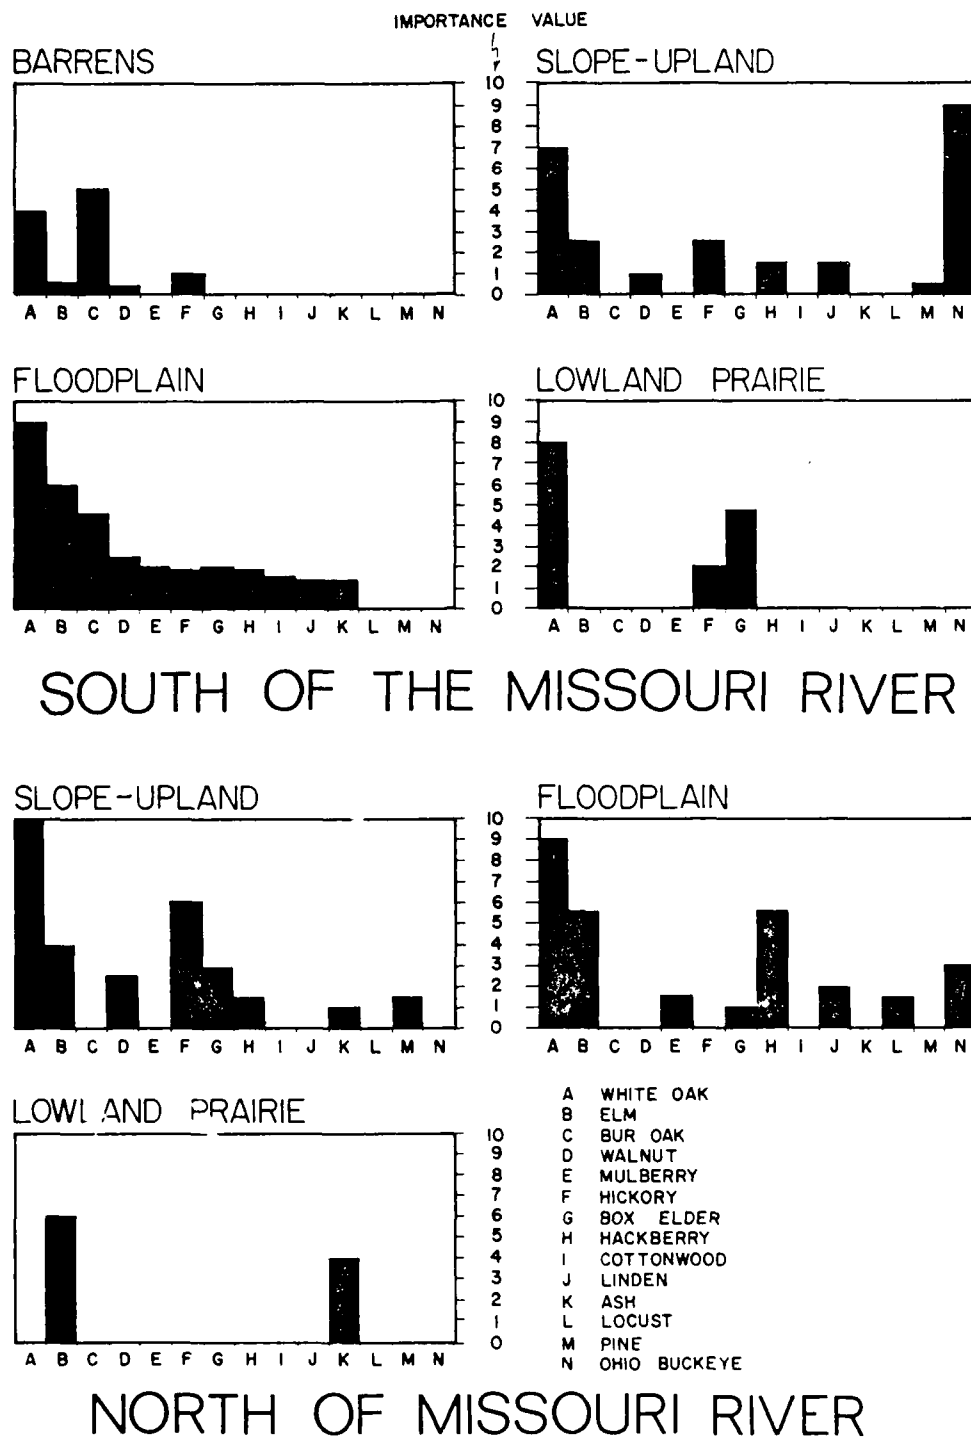 IMPORTANCE VALUE
BARRENS
SLOPE-UPLAND
10
9
8
7
6
5
4
3
2
1
0
A B C D E F G H I J K L M N
A B C D E F G H I J K L M N
FLOODPLAIN
LOWLAND PRAIRIE
10
9
8
7
6
5
4
3
2
1
0
A B C D E F G H I J K L M N
A B C D E F G H I J K L M N
SOUTH OF THE MISSOURI RIVER
SLOPE-UPLAND
FLOODPLAIN
10
9
8
7
6
5
4
3
2
1
0
A B C D E F G H I J K L M N
A B C D E F G H I J K L M N
LOWLAND PRAIRIE
10
9
8
7
6
5
4
3
2
1
0
A B C D E F G H I J K L M N
A WHITE OAK
B ELM
C BUR OAK
D WALNUT
E MULBERRY
F HICKORY
G BOX ELDER
H HACKBERRY
I COTTONWOOD
J LINDEN
K ASH
L LOCUST
M PINE
N OHIO BUCKEYE
NORTH OF MISSOURI RIVER